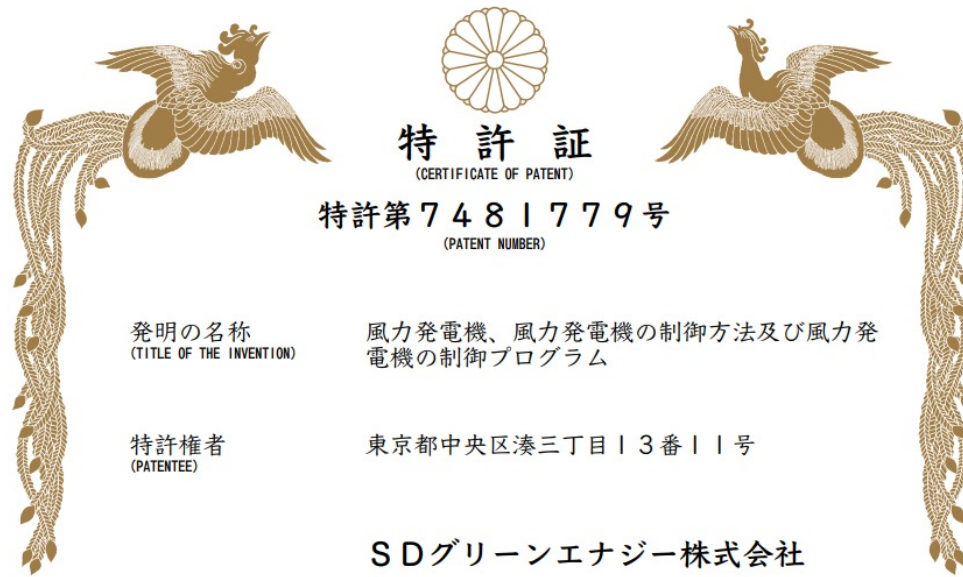 特許証
(CERTIFICATE OF PATENT)
特許第7481779号
(PATENT NUMBER)
発明の名称
(TITLE OF THE INVENTION)
風力発電機、風力発電機の制御方法及び風力発
電機の制御プログラム
特許権者
(PATENTEE)
東京都中央区湊三丁目13番11号
SDグリーンエナジー株式会社